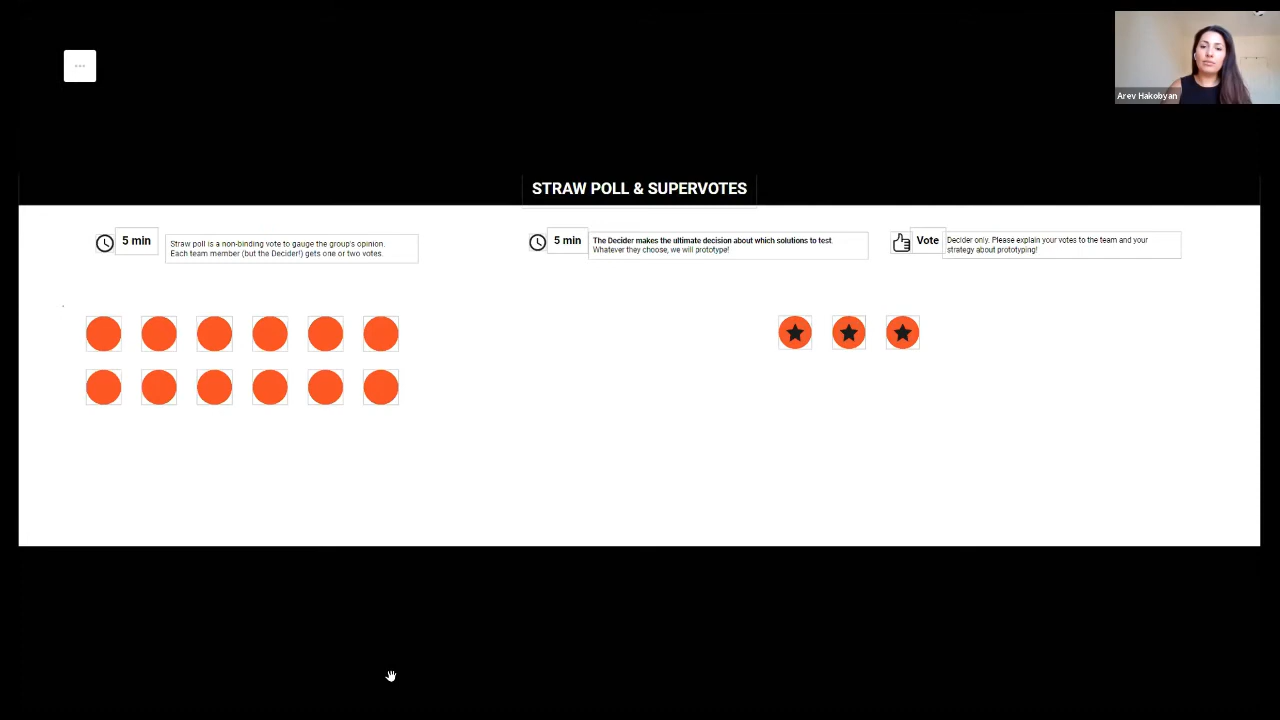 Arev Hakobyan
STRAW POLL & SUPERVOTES
5 min
Straw poll is a non-binding vote to gauge the group's opinion.
Each team member (but the Decider!) gets one or two votes.
5 min
The Decider makes the ultimate decision about which solutions to test.
Whatever they choose, we will prototype!
Vote
Decider only. Please explain your votes to the team and your
strategy about prototyping!